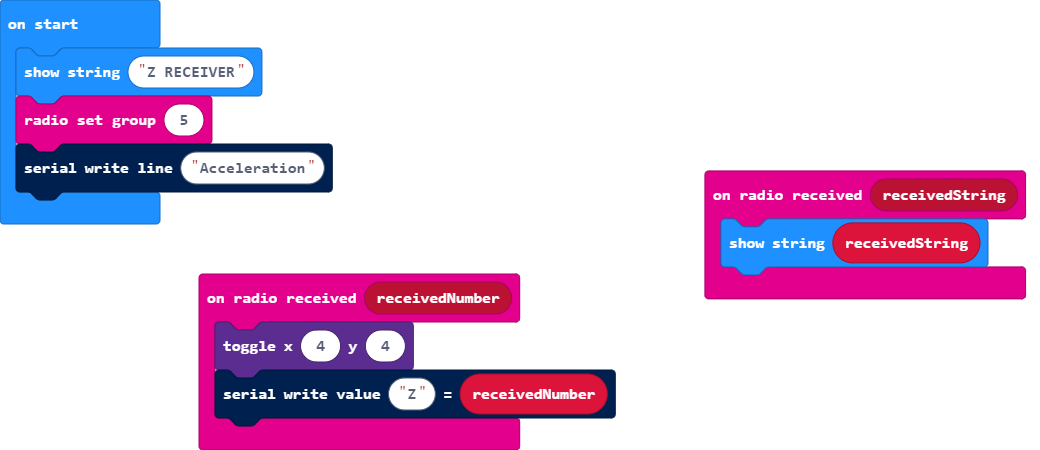 on start
show string "Z RECEIVER"
radio set group 5
serial write line "Acceleration"
on radio received receivedString
show string receivedString
on radio received receivedNumber
toggle x 4 y 4
serial write value "Z" = receivedNumber